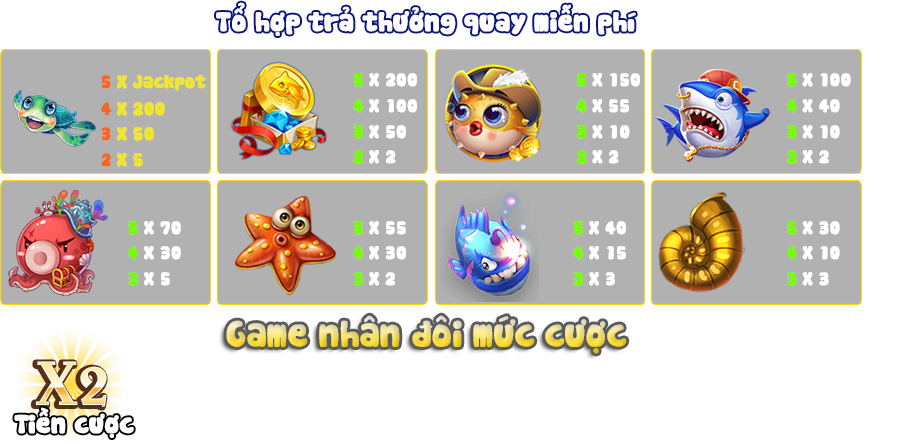 Tổ hợp trả thưởng quay miễn phí
5 X Jackpot
4 X 200
3 X 50
2 X 5
5 X 200
4 X 100
3 X 50
2 X 2
5 X 150
4 X 55
3 X 10
2 X 2
5 X 100
4 X 40
3 X 10
2 X 2
5 X 70
4 X 30
3 X 5
5 X 55
4 X 30
3 X 2
5 X 40
4 X 15
3 X 3
5 X 30
4 X 10
3 X 3
Game nhân đôi mức cược
X2
Tiền cược